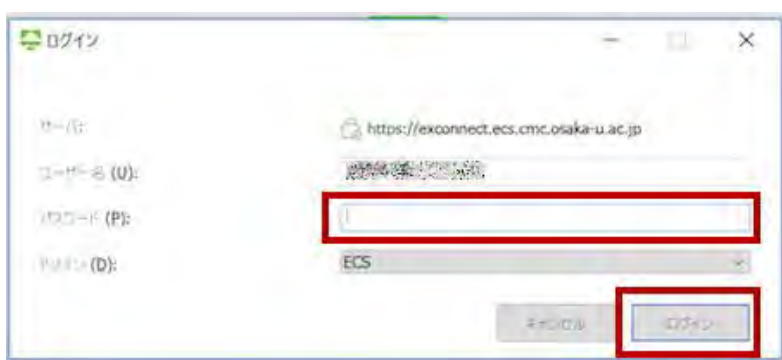 ログイン
サーバ: https://exconnect.ecs.cmc.osaka-u.ac.jp
ユーザー名 (U):
パスワード (P):
ドメイン (D): ECS
キャンセル ログイン